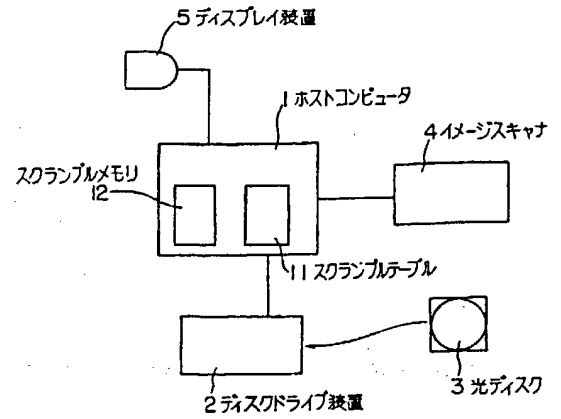 5 ディスプレイ装置
1 ホストコンピュータ
4 イメージスキャナ
スクランブルメモリ
12
11 スクランブルテーブル
3 光ディスク
2 ディスクドライブ装置